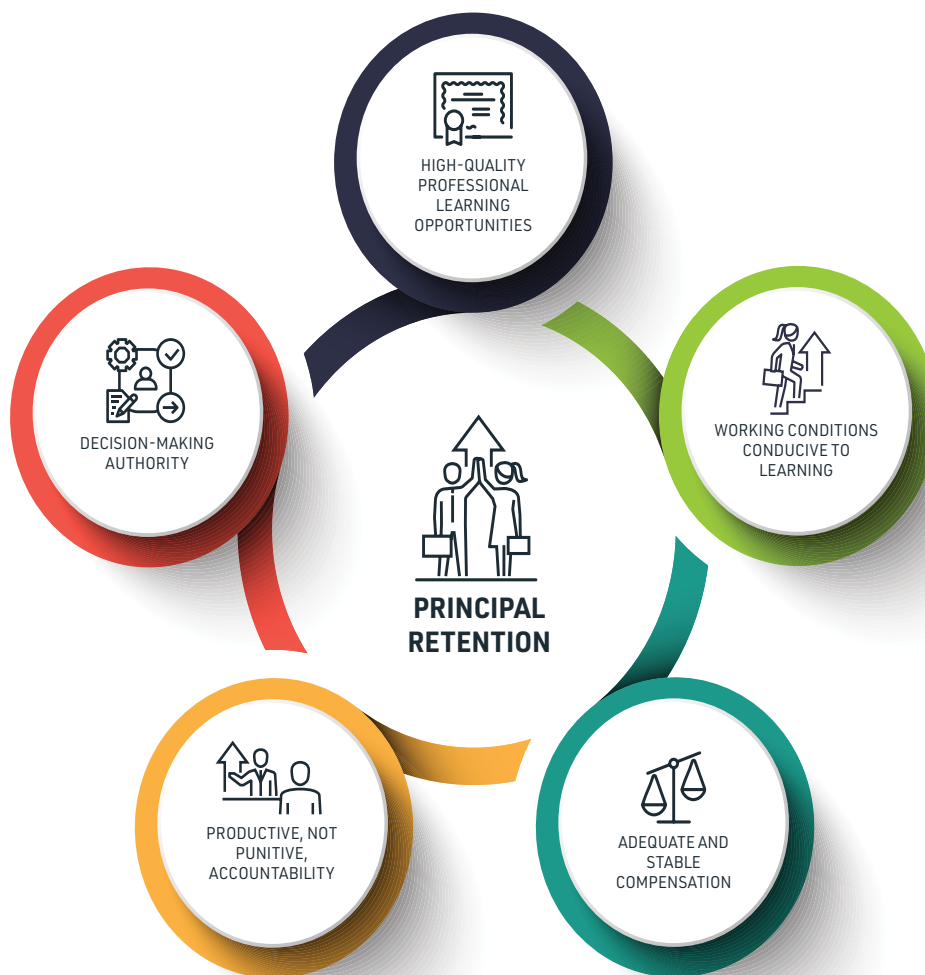 HIGH-QUALITY
PROFESSIONAL
LEARNING
OPPORTUNITIES
DECISION-MAKING
AUTHORITY
WORKING CONDITIONS
CONDUCIVE TO
LEARNING
PRINCIPAL
RETENTION
PRODUCTIVE, NOT
PUNITIVE,
ACCOUNTABILITY
ADEQUATE AND
STABLE
COMPENSATION